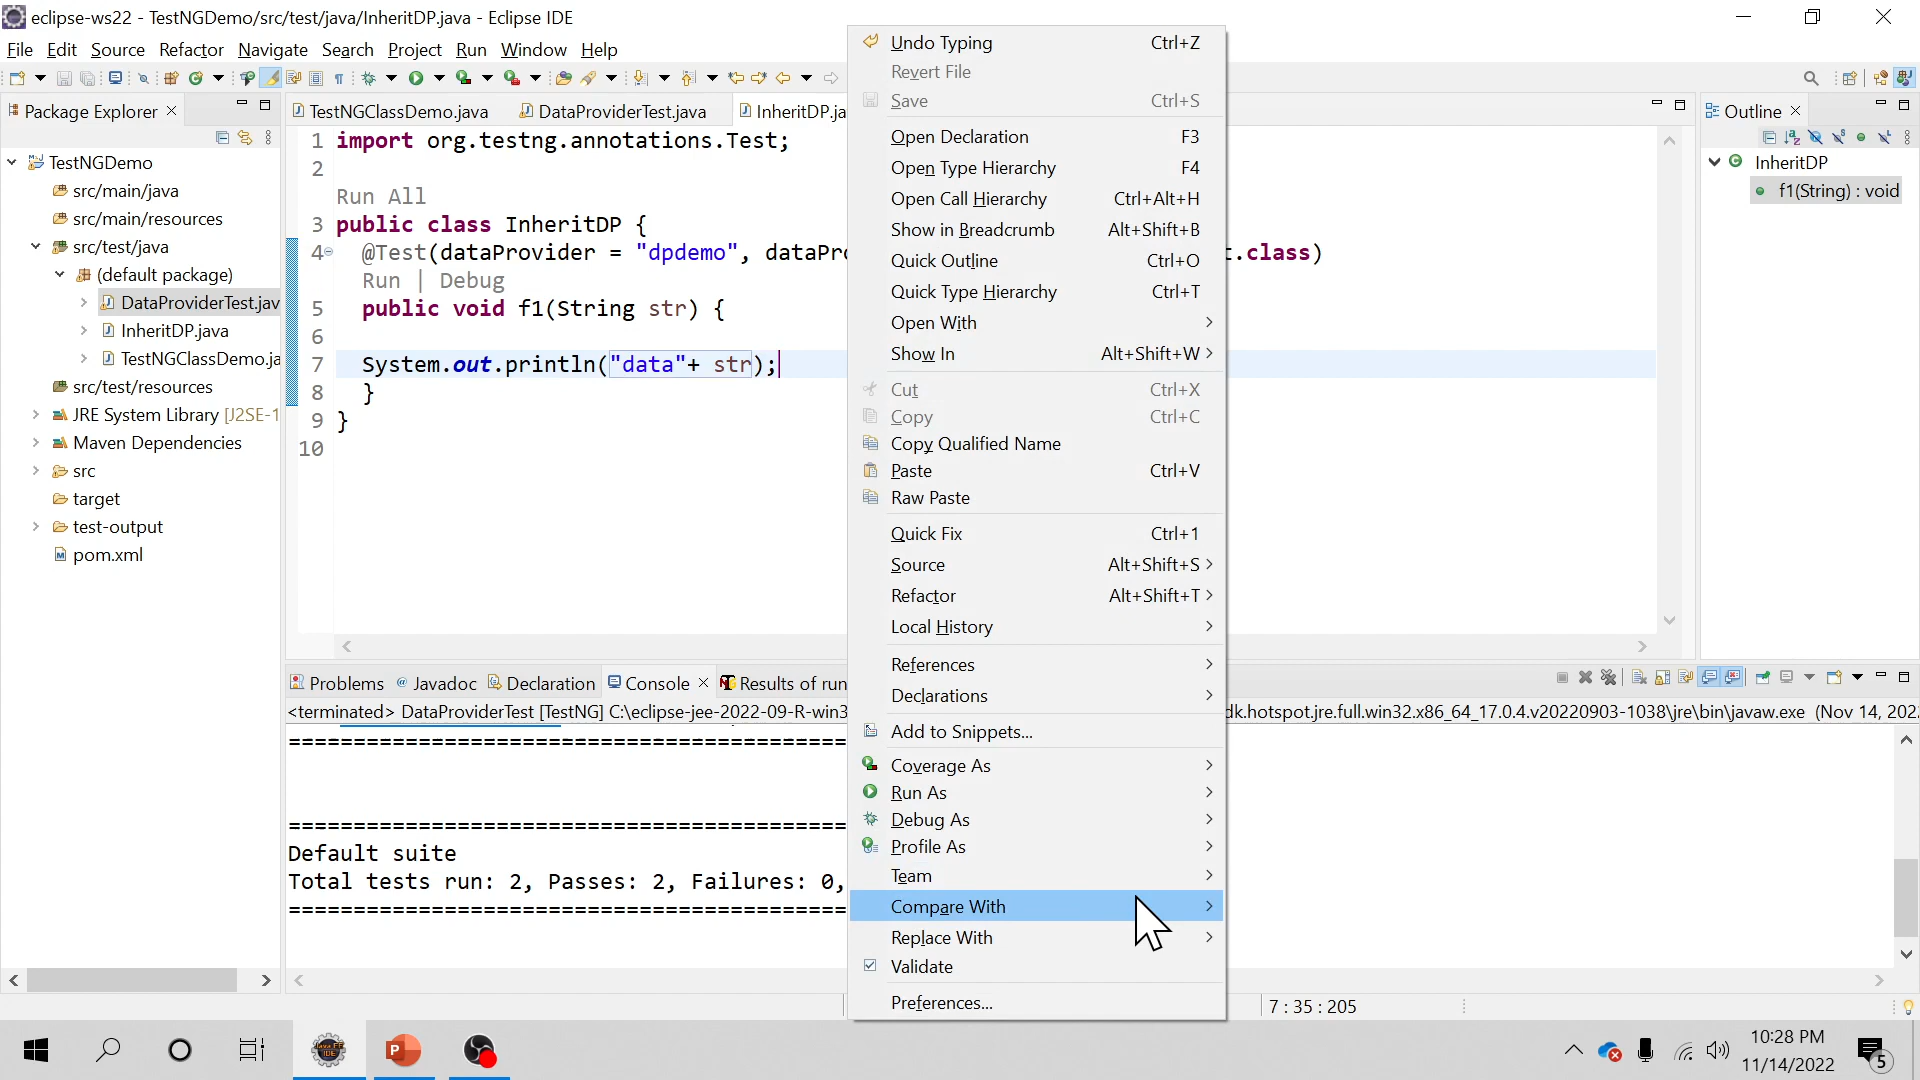 eclipse-ws22 - TestNGDemo/src/test/java/InheritDP.java - Eclipse IDE
File Edit Source Refactor Navigate Search Project Run Window Help
Package Explorer
TestNGDemo
src/main/java
src/main/resources
src/test/java
(default package)
DataProviderTest.jav
InheritDP.java
TestNGClassDemo.ja
src/test/resources
JRE System Library [J2SE-1
Maven Dependencies
src
target
test-output
pom.xml
TestNGClassDemo.java DataProviderTest.java InheritDP.ja
1 import org.testng.annotations.Test;
2
Run All
3 public class InheritDP {
4 @Test(dataProvider = "dpdemo", dataPro t.class)
Run | Debug
5 public void f1(String str) {
6
7 System.out.println("data"+ str);
8 }
9 }
10
Undo Typing Ctrl+Z
Revert File
Save Ctrl+S
Open Declaration F3
Open Type Hierarchy F4
Open Call Hierarchy Ctrl+Alt+H
Show in Breadcrumb Alt+Shift+B
Quick Outline Ctrl+O
Quick Type Hierarchy Ctrl+T
Open With
Show In Alt+Shift+W
Cut Ctrl+X
Copy Ctrl+C
Copy Qualified Name
Paste Ctrl+V
Raw Paste
Quick Fix Ctrl+1
Source Alt+Shift+S
Refactor Alt+Shift+T
Local History
References
Declarations
Add to Snippets...
Coverage As
Run As
Debug As
Profile As
Team
Compare With
Replace With
Validate
Preferences...
Outline
InheritDP
f1(String) : void
Problems Javadoc Declaration Console Results of run
<terminated> DataProviderTest [TestNG] C:\eclipse-jee-2022-09-R-win3 dk.hotspot.jre.full.win32.x86_64_17.0.4.v20220903-1038\jre\bin\javaw.exe (Nov 14, 202
===========================================
===========================================
Default suite
Total tests run: 2, Passes: 2, Failures: 0,
===========================================
7 : 35 : 205
10:28 PM
11/14/2022
5